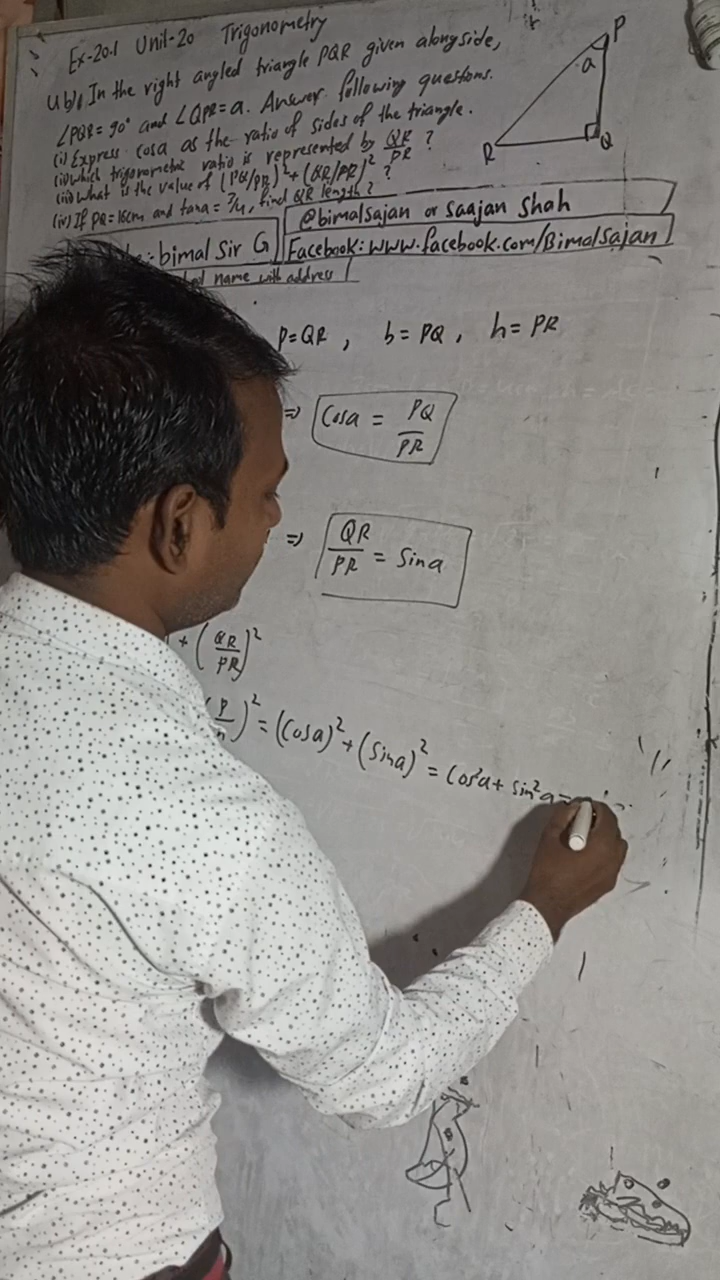 Ex-20.1 Unit-20 Trigonometry
4 b) In the right angled triangle PQR given alongside,
∠PQR = 90° and ∠QPR = a. Answer following questions.
(i) Express cosa as the ratio of sides of the triangle.
(ii) which trigonometric ratio is represented by QR/PR ?
(iii) What is the value of (PQ/PR)² + (QR/PR)² ?
(iv) If PQ = 16cm and tana = 3/4, find QR length?
P
a
R
Q
@bimalsajan or Saajan Shah
:- bimal Sir G
Facebook: www.facebook.com/BimalSajan
name with address
p = QR , b = PQ , h = PR
⇒ Cosa = PQ/PR
⇒ QR/PR = Sina
+ (QR/PR)²
)² = (Cosa)² + (Sina)² = Cos²a + Sin²a =